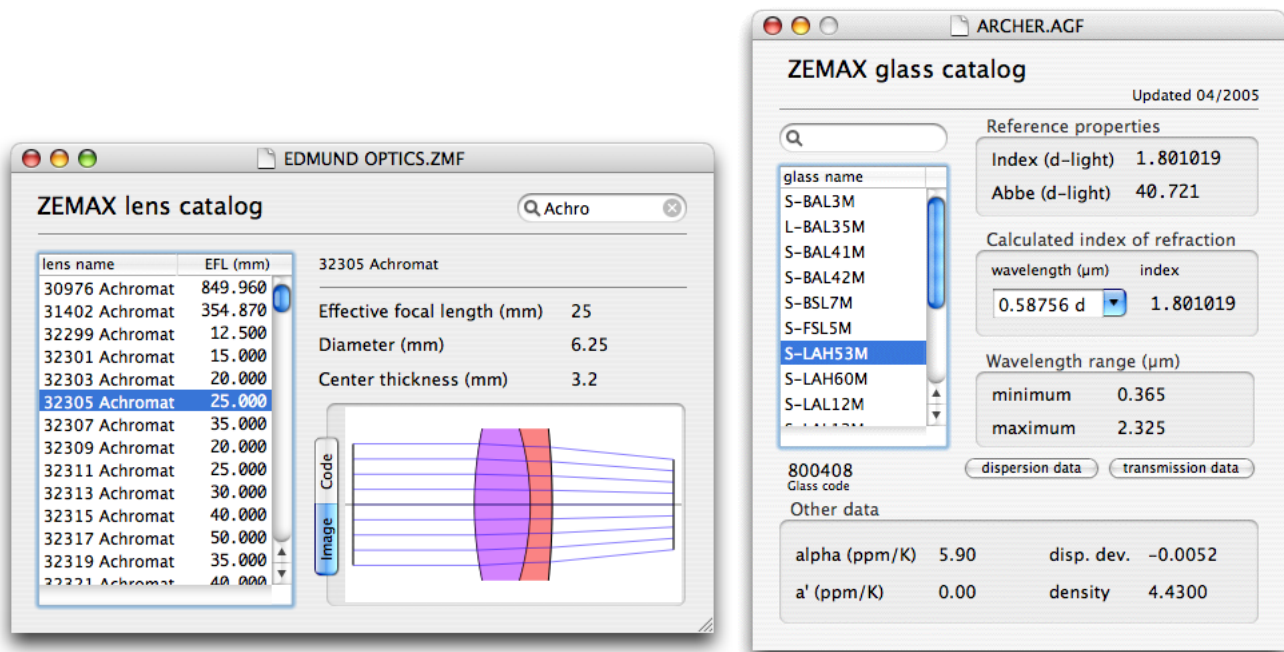 EDMUND OPTICS.ZMF
ZEMAX lens catalog
Achro
lens name EFL (mm)
30976 Achromat 849.960
31402 Achromat 354.870
32299 Achromat 12.500
32301 Achromat 15.000
32303 Achromat 20.000
32305 Achromat 25.000
32307 Achromat 35.000
32309 Achromat 20.000
32311 Achromat 25.000
32313 Achromat 30.000
32315 Achromat 40.000
32317 Achromat 50.000
32319 Achromat 35.000
32321 Achromat 40.000
32305 Achromat
Effective focal length (mm) 25
Diameter (mm) 6.25
Center thickness (mm) 3.2
Code
Image
ARCHER.AGF
ZEMAX glass catalog
Updated 04/2005
glass name
S-BAL3M
L-BAL35M
S-BAL41M
S-BAL42M
S-BSL7M
S-FSL5M
S-LAH53M
S-LAH60M
S-LAL12M
Reference properties
Index (d-light) 1.801019
Abbe (d-light) 40.721
Calculated index of refraction
wavelength (µm) index
0.58756 d 1.801019
Wavelength range (µm)
minimum 0.365
maximum 2.325
dispersion data transmission data
800408
Glass code
Other data
alpha (ppm/K) 5.90 disp. dev. -0.0052
a' (ppm/K) 0.00 density 4.4300